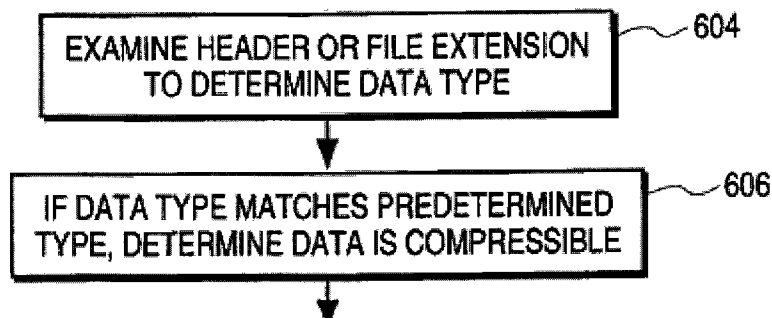 EXAMINE HEADER OR FILE EXTENSION
TO DETERMINE DATA TYPE
604
IF DATA TYPE MATCHES PREDETERMINED
TYPE, DETERMINE DATA IS COMPRESSIBLE
606